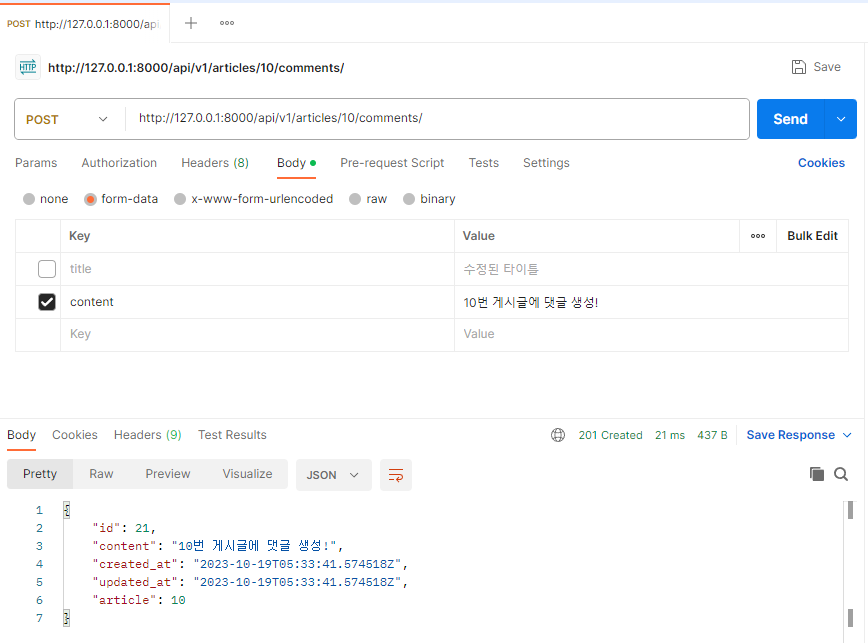 POST http://127.0.0.1:8000/api
http://127.0.0.1:8000/api/v1/articles/10/comments/ Save
POST http://127.0.0.1:8000/api/v1/articles/10/comments/ Send
Params Authorization Headers (8) Body Pre-request Script Tests Settings Cookies
none form-data x-www-form-urlencoded raw binary
Key Value Bulk Edit
title 수정된 타이틀
content 10번 게시글에 댓글 생성!
Key Value
Body Cookies Headers (9) Test Results 201 Created 21 ms 437 B Save Response
Pretty Raw Preview Visualize JSON
1 {
2 "id": 21,
3 "content": "10번 게시글에 댓글 생성!",
4 "created_at": "2023-10-19T05:33:41.574518Z",
5 "updated_at": "2023-10-19T05:33:41.574518Z",
6 "article": 10
7 }